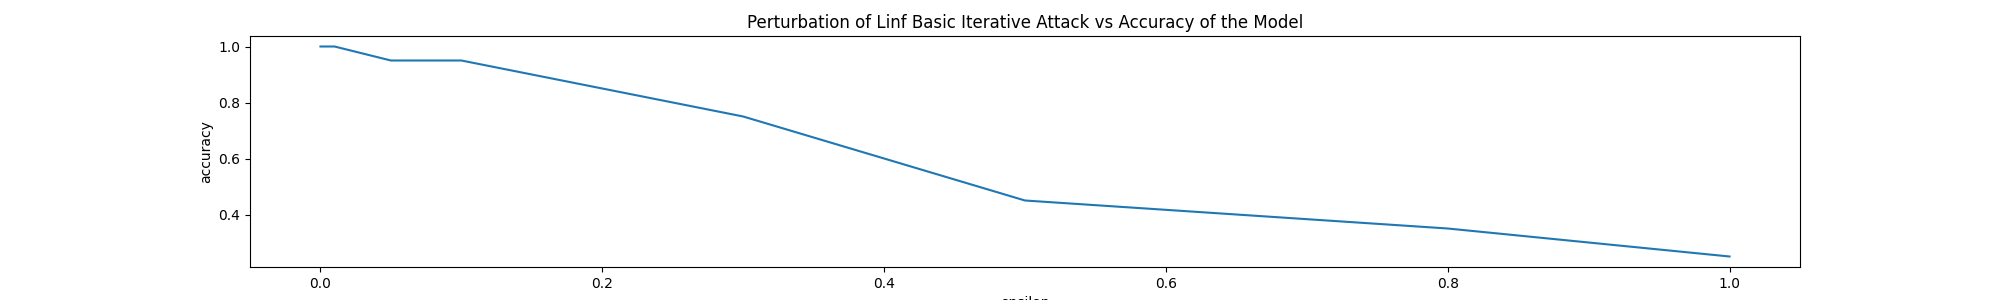 Perturbation of Linf Basic Iterative Attack vs Accuracy of the Model
1.0
0.8
0.6
0.4
accuracy
0.0 0.2 0.4 0.6 0.8 1.0
epsilon